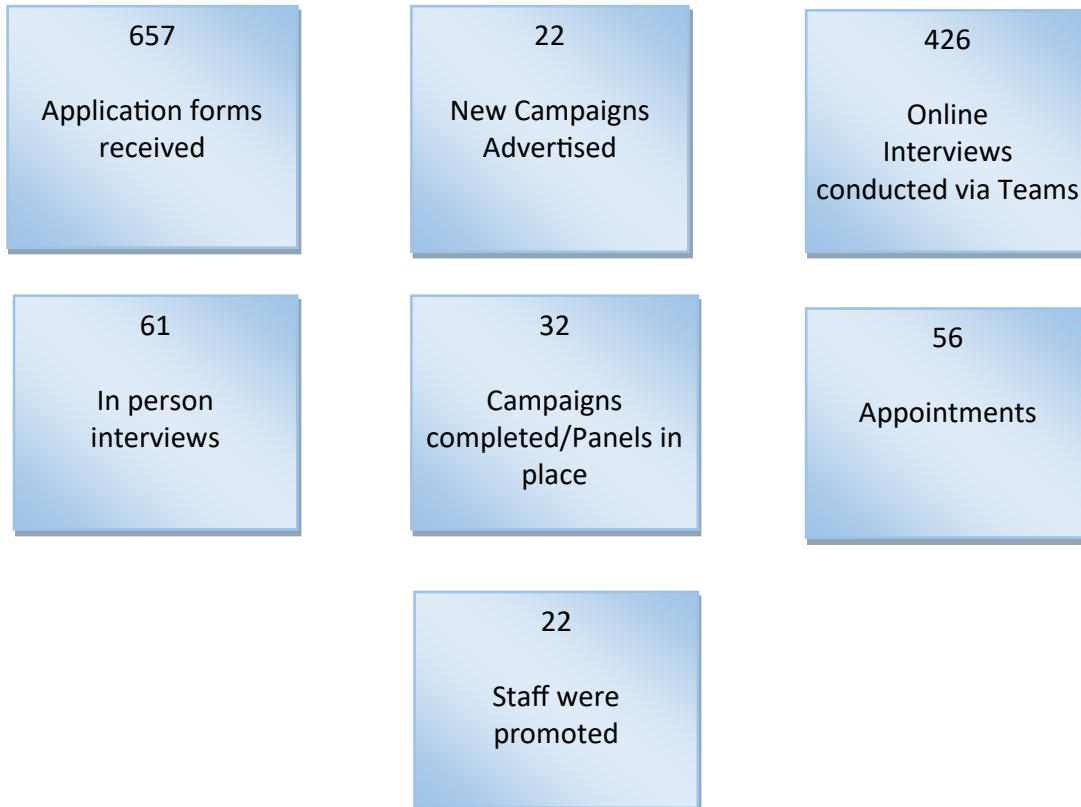 657
Application forms
received
22
New Campaigns
Advertised
426
Online
Interviews
conducted via Teams
61
In person
interviews
32
Campaigns
completed/Panels in
place
56
Appointments
22
Staff were
promoted